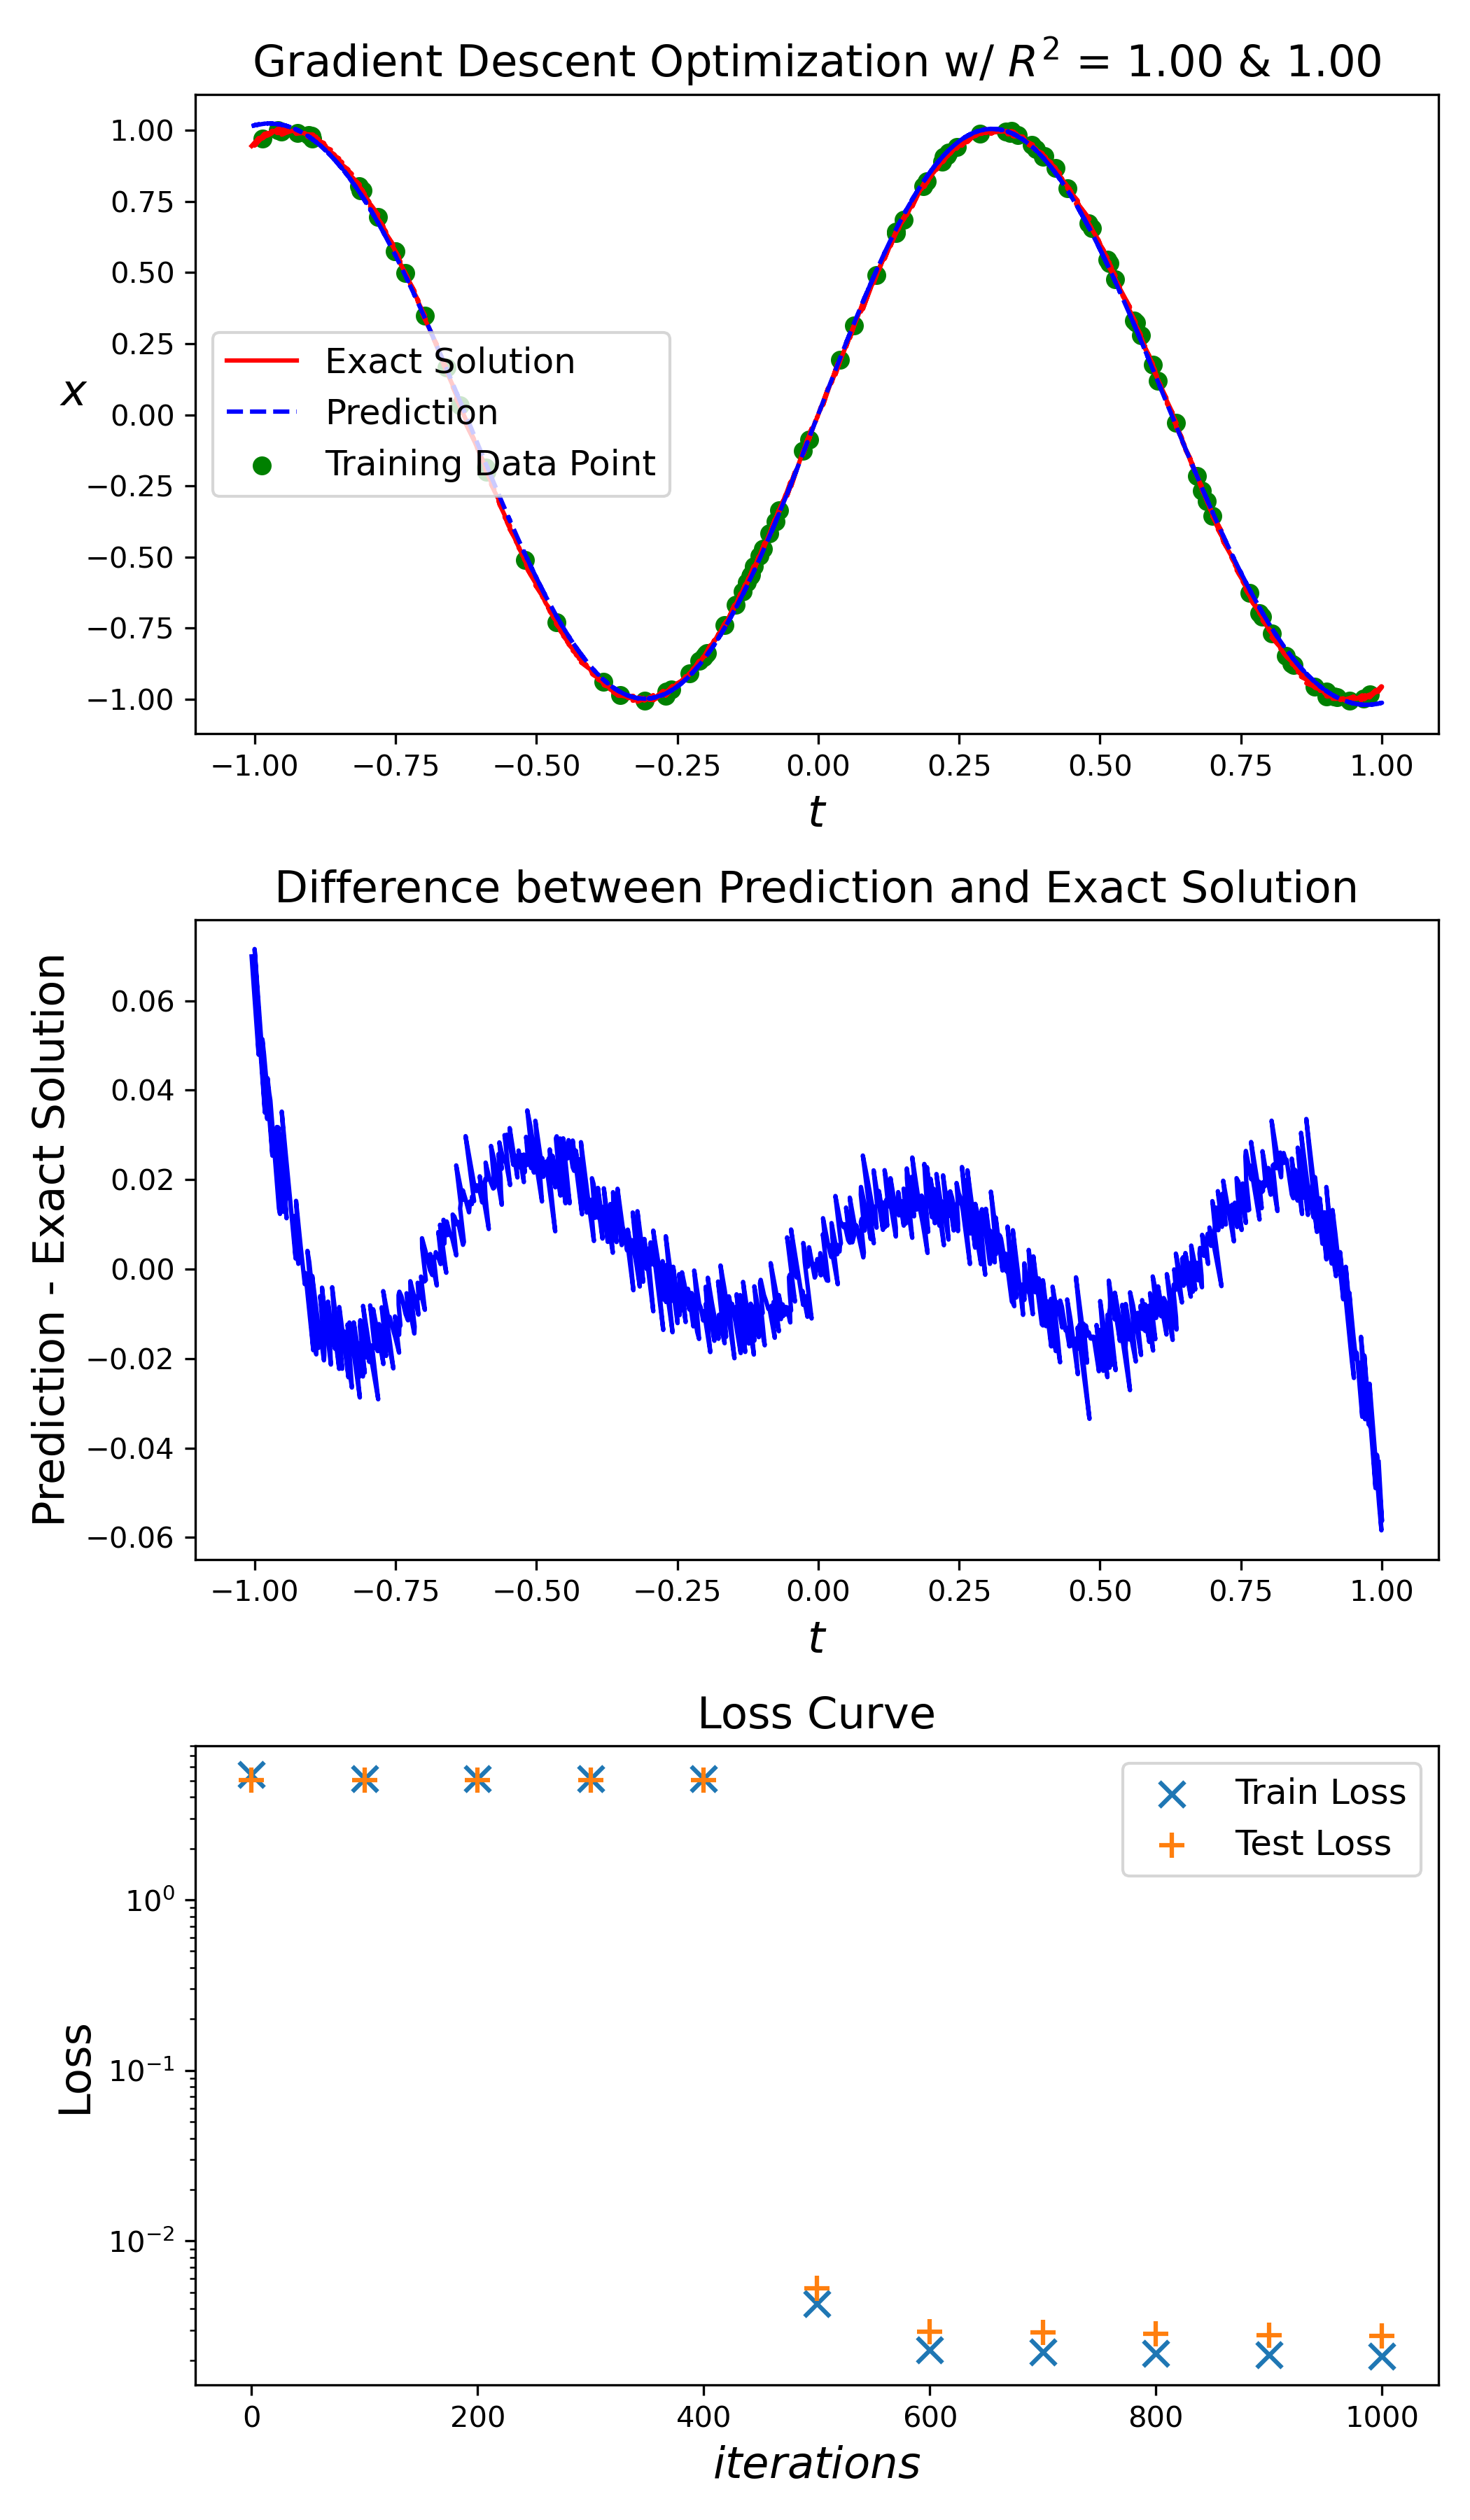 Gradient Descent Optimization w/ R² = 1.00 & 1.00
1.00
0.75
0.50
0.25
0.00
−0.25
−0.50
−0.75
−1.00
x
Exact Solution
Prediction
Training Data Point
−1.00 −0.75 −0.50 −0.25 0.00 0.25 0.50 0.75 1.00
t
Difference between Prediction and Exact Solution
Prediction - Exact Solution
0.06
0.04
0.02
0.00
−0.02
−0.04
−0.06
−1.00 −0.75 −0.50 −0.25 0.00 0.25 0.50 0.75 1.00
t
Loss Curve
Loss
10⁰
10⁻¹
10⁻²
Train Loss
Test Loss
0 200 400 600 800 1000
iterations